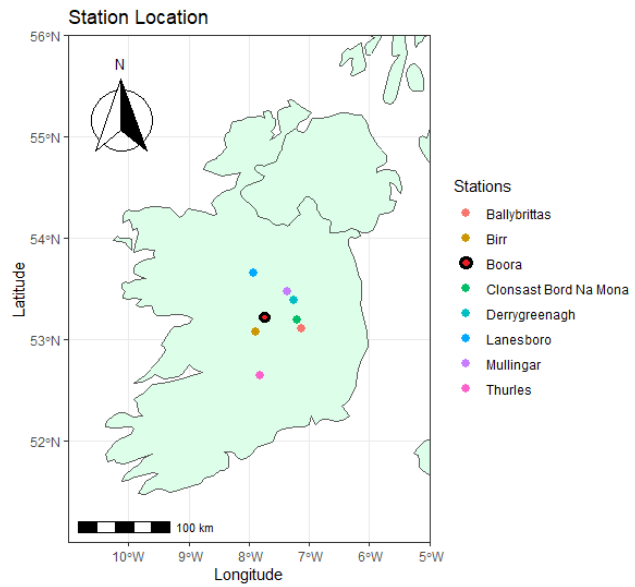 Station Location
56°N
55°N
54°N
53°N
52°N
Latitude
N
100 km
10°W
9°W
8°W
7°W
6°W
5°W
Longitude
Stations
Ballybrittas
Birr
Boora
Clonsast Bord Na Mona
Derrygreenagh
Lanesboro
Mullingar
Thurles